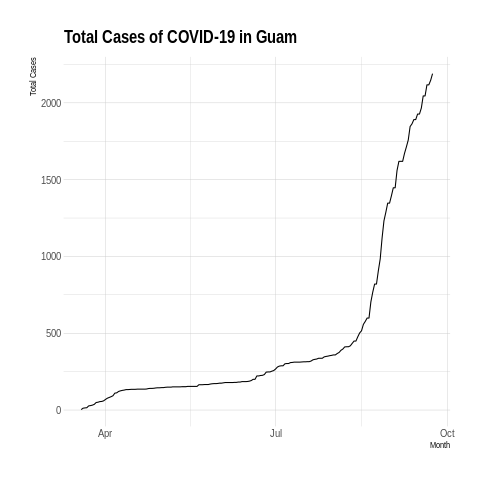 Total Cases of COVID-19 in Guam
Total Cases
2000
1500
1000
500
0
Apr
Jul
Oct
Month